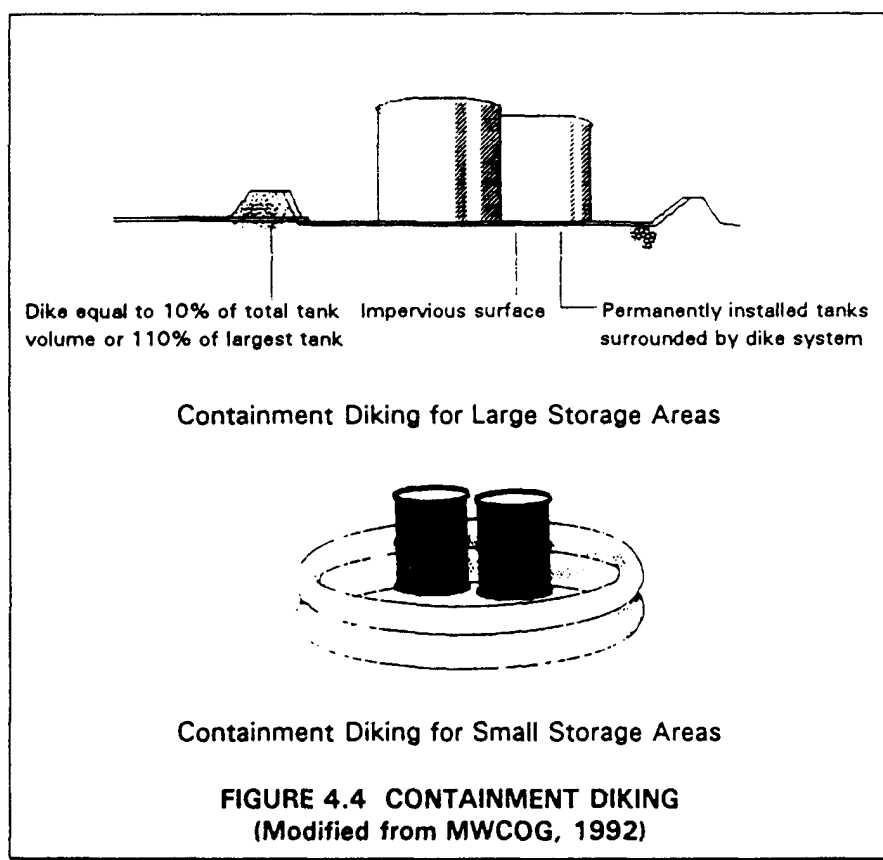 Dike equal to 10% of total tank
volume or 110% of largest tank
Impervious surface
Permanently installed tanks
surrounded by dike system
Containment Diking for Large Storage Areas
Containment Diking for Small Storage Areas
FIGURE 4.4 CONTAINMENT DIKING
(Modified from MWCOG, 1992)